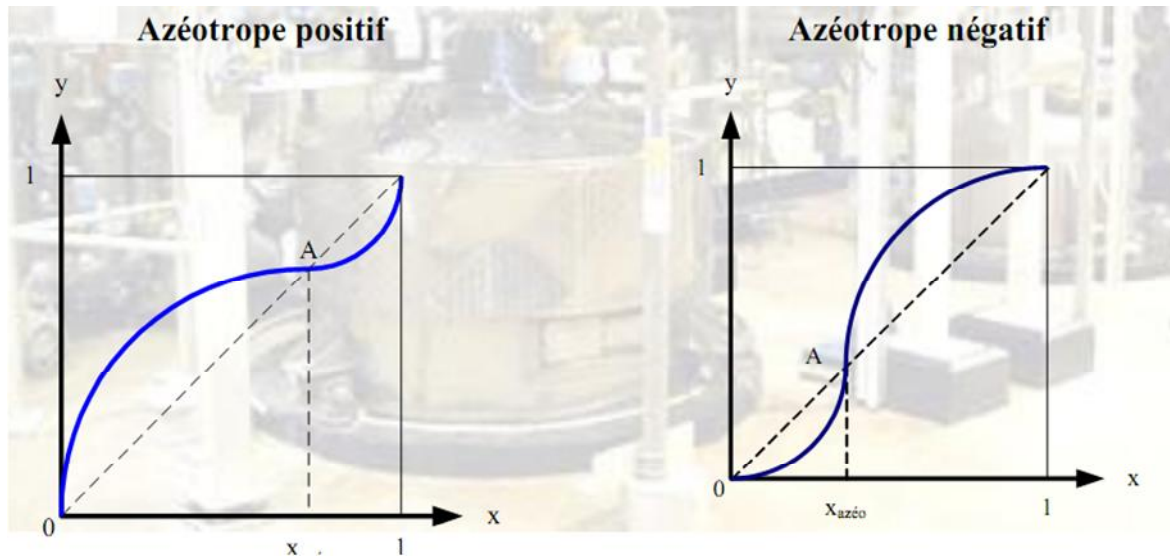 Azéotrope positif
y
1
A
0
x
x
1
Azéotrope négatif
y
1
A
0
x
xazéo
1